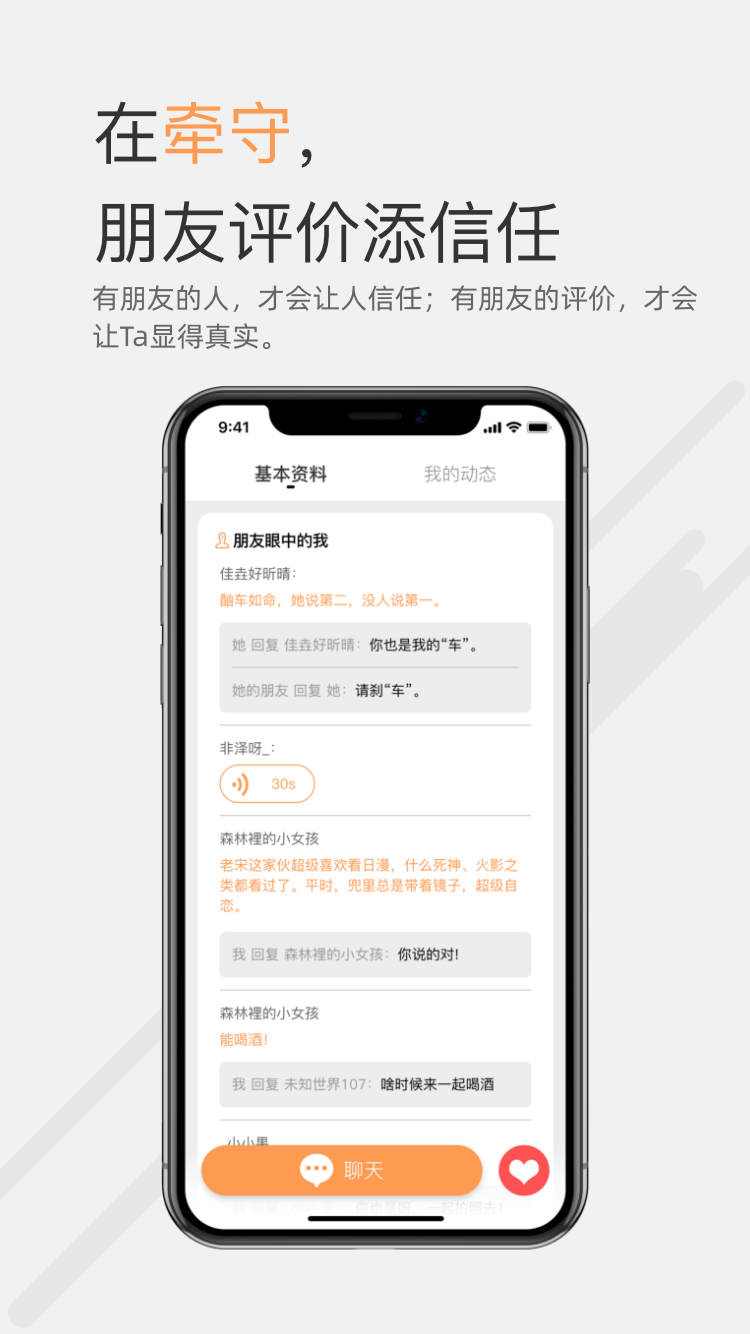 在牵守，
朋友评价添信任
有朋友的人，才会让人信任；有朋友的评价，才会
让Ta显得真实。
9:41
基本资料
我的动态
朋友眼中的我
佳垚好昕晴：
酗车如命，她说第二，没人说第一。
她 回复 佳垚好昕晴：你也是我的“车”。
她的朋友 回复 她：请刹“车”。
非泽呀_：
30s
森林裡的小女孩
老宋这家伙超级喜欢看日漫，什么死神、火影之
类都看过了。平时，兜里总是带着镜子，超级自
恋。
我 回复 森林裡的小女孩：你说的对!
森林裡的小女孩
能喝酒!
我 回复 未知世界107：啥时候来一起喝酒
小小果
聊天
你也是呀，一起拍照去!